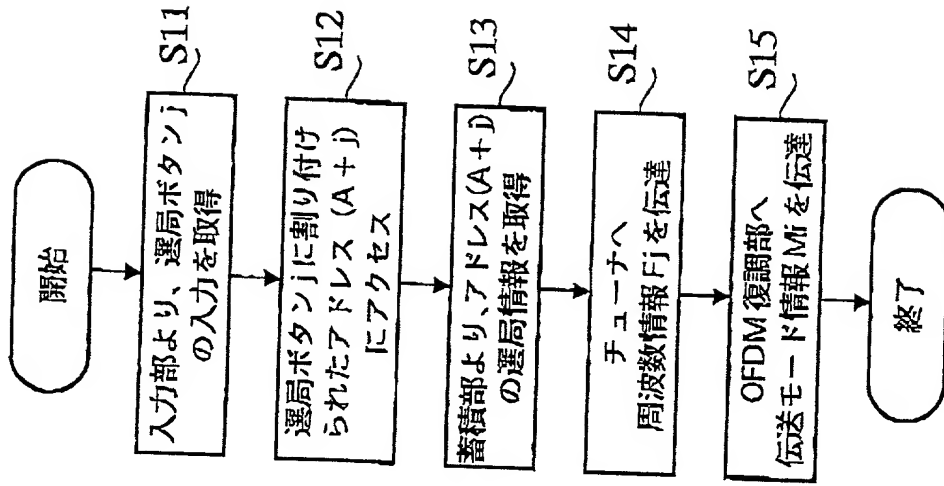 開始
S11
入力部より、選局ボタンj
の入力を取得
S12
選局ボタンjに割り付け
られたアドレス (A+j)
にアクセス
S13
蓄積部より、アドレス(A+j)
の選局情報を取得
S14
チューナへ
周波数情報Fjを伝達
S15
OFDM復調部へ
伝送モード情報Miを伝達
終了